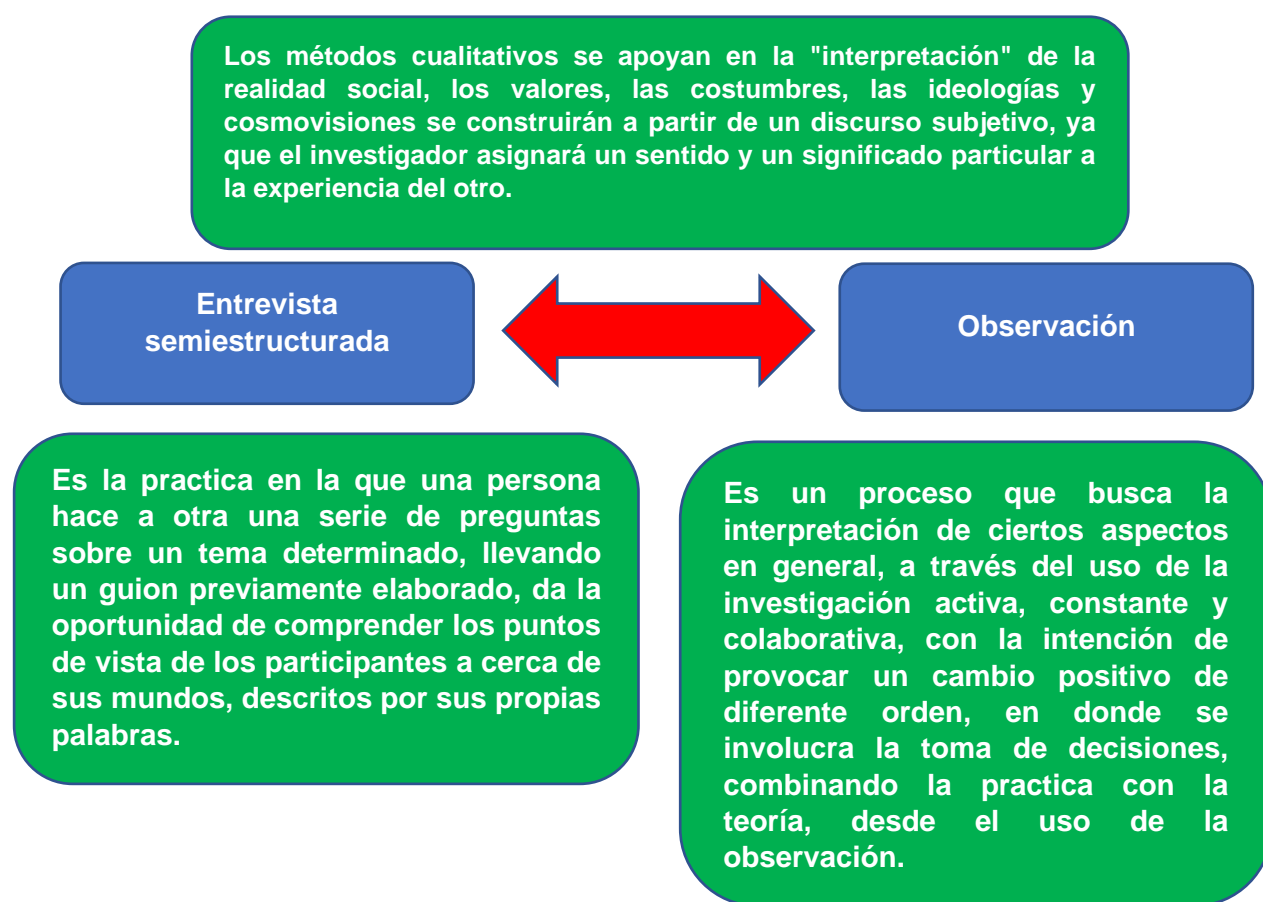 Los métodos cualitativos se apoyan en la "interpretación" de la
realidad social, los valores, las costumbres, las ideologías y
cosmovisiones se construirán a partir de un discurso subjetivo, ya
que el investigador asignará un sentido y un significado particular a
la experiencia del otro.
Entrevista
semiestructurada
Observación
Es la practica en la que una persona
hace a otra una serie de preguntas
sobre un tema determinado, llevando
un guion previamente elaborado, da la
oportunidad de comprender los puntos
de vista de los participantes a cerca de
sus mundos, descritos por sus propias
palabras.
Es un proceso que busca la
interpretación de ciertos aspectos
en general, a través del uso de la
investigación activa, constante y
colaborativa, con la intención de
provocar un cambio positivo de
diferente orden, en donde se
involucra la toma de decisiones,
combinando la practica con la
teoría, desde el uso de la
observación.